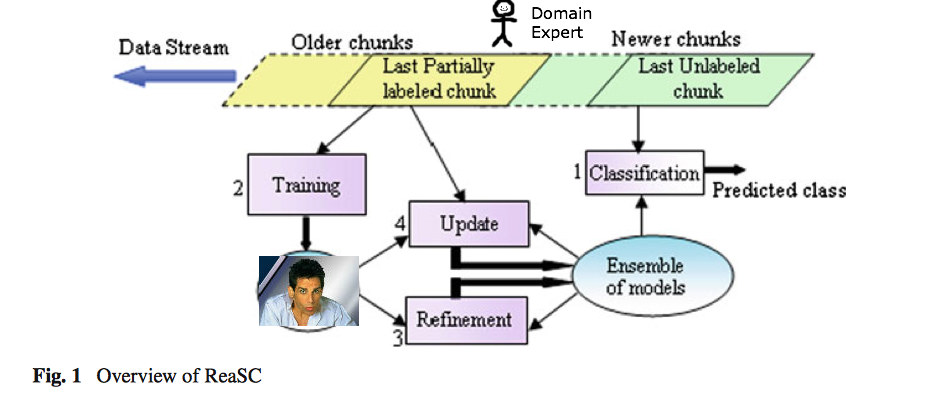 Domain
Expert
Data Stream
Older chunks
Newer chunks
Last Partially
labeled chunk
Last Unlabeled
chunk
2
Training
1
Classification
Predicted class
4
Update
Ensemble
of models
3
Refinement
Fig. 1 Overview of ReaSC